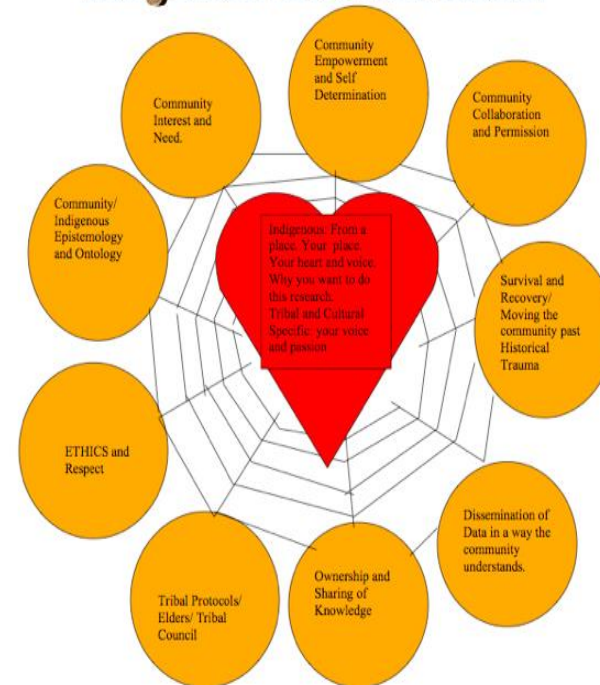 Community
Empowerment
and Self
Determination
Community
Interest and
Need.
Community
Collaboration
and Permission
Community/
Indigenous
Epistemology
and Ontology
Indigenous. From a
place. Your place.
Your heart and voice.
Why you want to do
this research.
Tribal and Cultural
Specific your voice
and passion
Survival and
Recovery/
Moving the
community past
Historical
Trauma
ETHICS and
Respect
Dissemination of
Data in a way the
community
understands.
Tribal Protocols/
Elders/ Tribal
Council
Ownership and
Sharing of
Knowledge